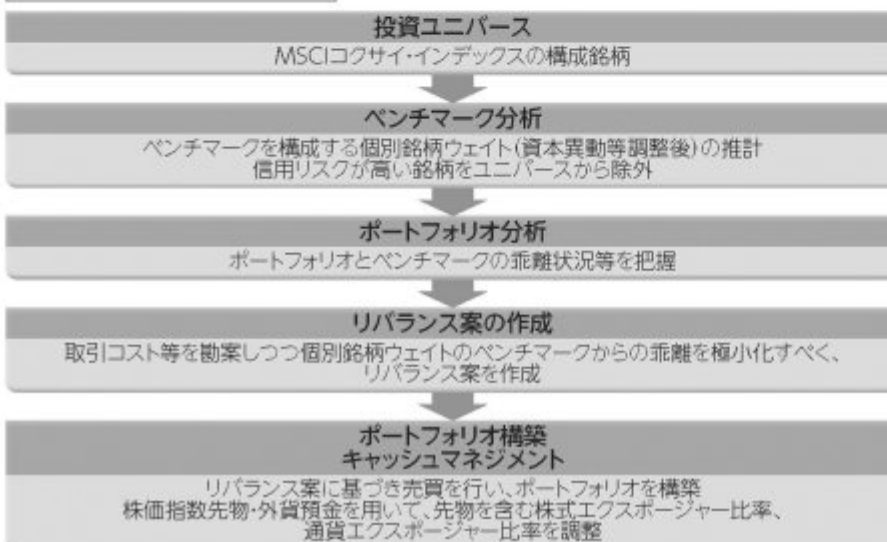 投資ユニバース
MSCIコクサイ・インデックスの構成銘柄
ベンチマーク分析
ベンチマークを構成する個別銘柄ウェイト(資本異動等調整後)の推計
信用リスクが高い銘柄をユニバースから除外
ポートフォリオ分析
ポートフォリオとベンチマークの乖離状況等を把握
リバランス案の作成
取引コスト等を勘案しつつ個別銘柄ウェイトのベンチマークからの乖離を極小化すべく、
リバランス案を作成
ポートフォリオ構築
キャッシュマネジメント
リバランス案に基づき売買を行い、ポートフォリオを構築
株価指数先物・外貨預金を用いて、先物を含む株式エクスポージャー比率、
通貨エクスポージャー比率を調整